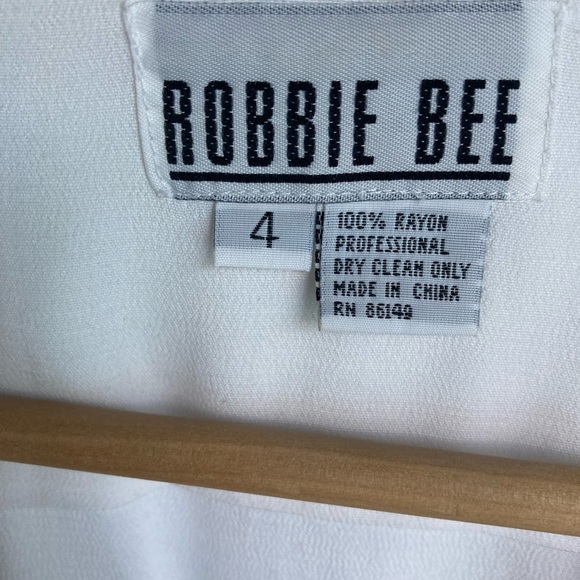 ROBBIE BEE
4
100% RAYON
PROFESSIONAL
DRY CLEAN ONLY
MADE IN CHINA
RN 86149